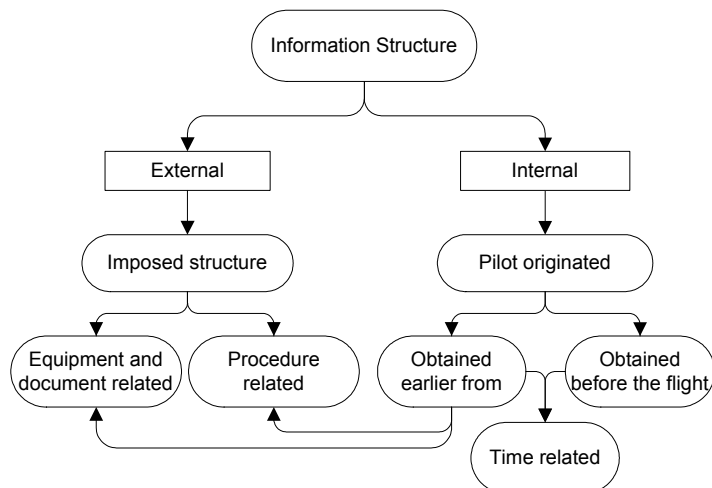 Information Structure
External
Internal
Imposed structure
Pilot originated
Equipment and
document related
Procedure
related
Obtained
earlier from
Obtained
before the flight
Time related